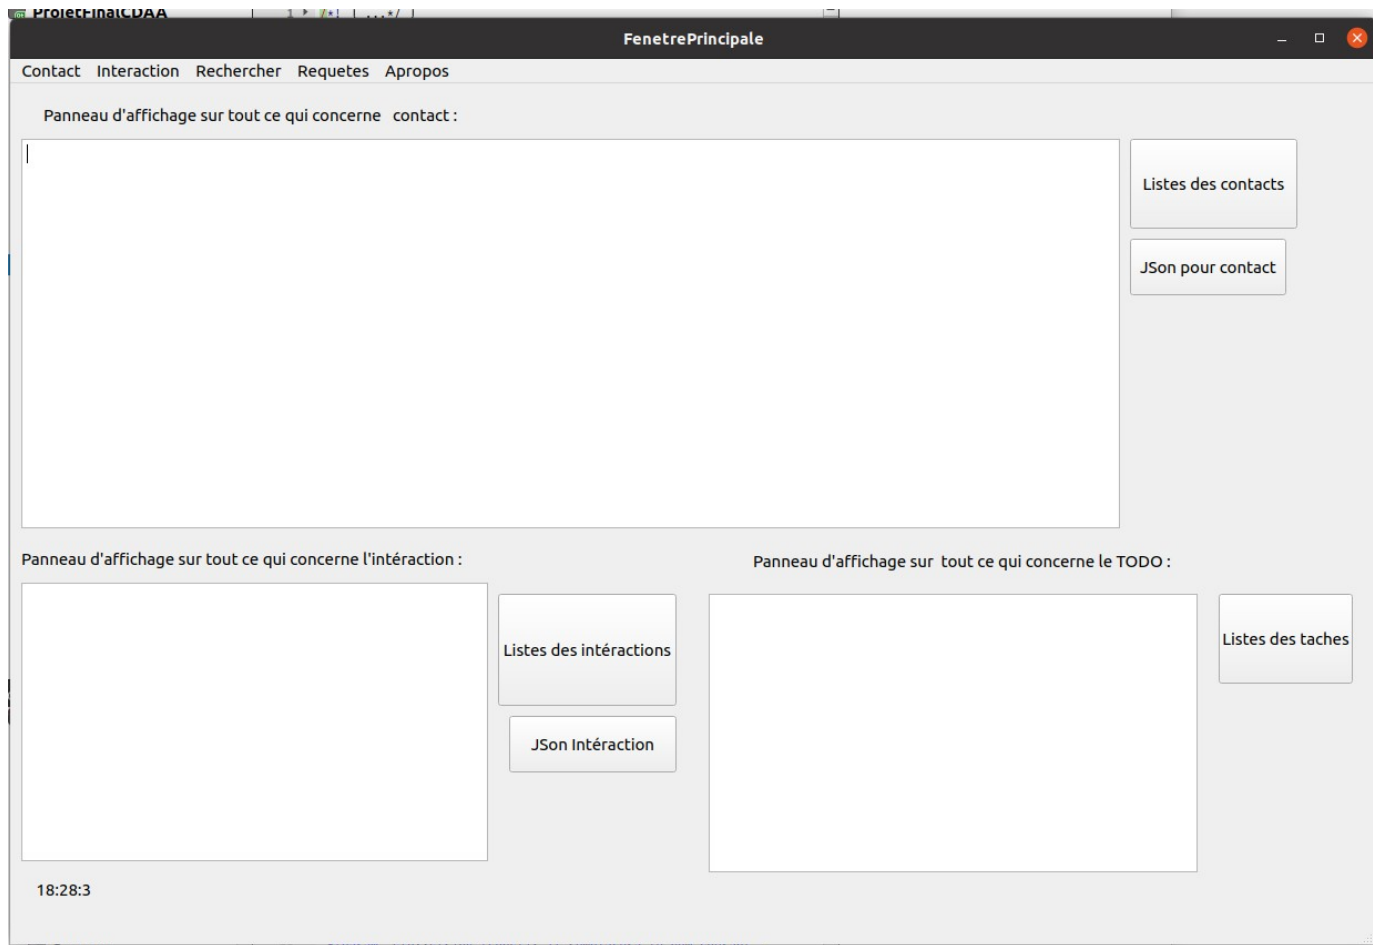 ProjetFinalCDAA
1 /*! [...*/ ]
FenetrePrincipale
Contact Interaction Rechercher Requetes Apropos
Panneau d'affichage sur tout ce qui concerne contact :
Listes des contacts
JSon pour contact
Panneau d'affichage sur tout ce qui concerne l'intéraction :
Panneau d'affichage sur tout ce qui concerne le TODO :
Listes des intéractions
Listes des taches
JSon Intéraction
18:28:3